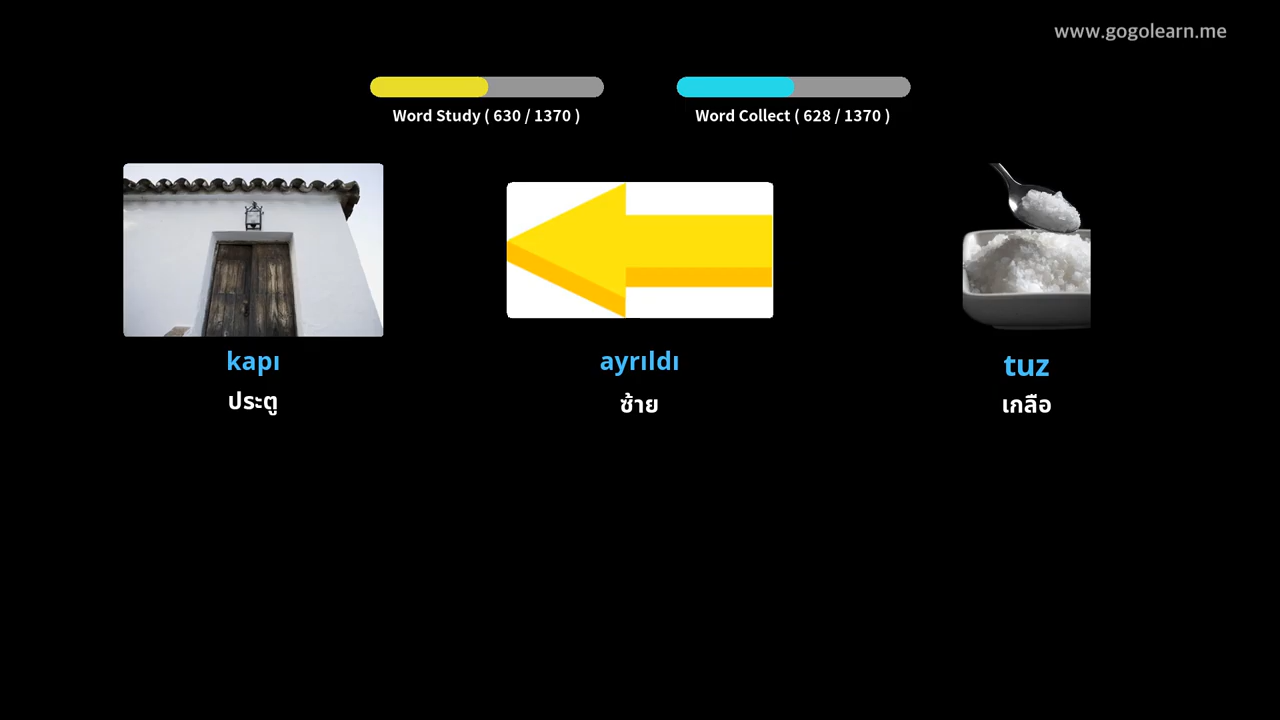 www.gogolearn.me
Word Study ( 630 / 1370 )
Word Collect ( 628 / 1370 )
kapı
ประตู
ayrıldı
ซ้าย
tuz
เกลือ